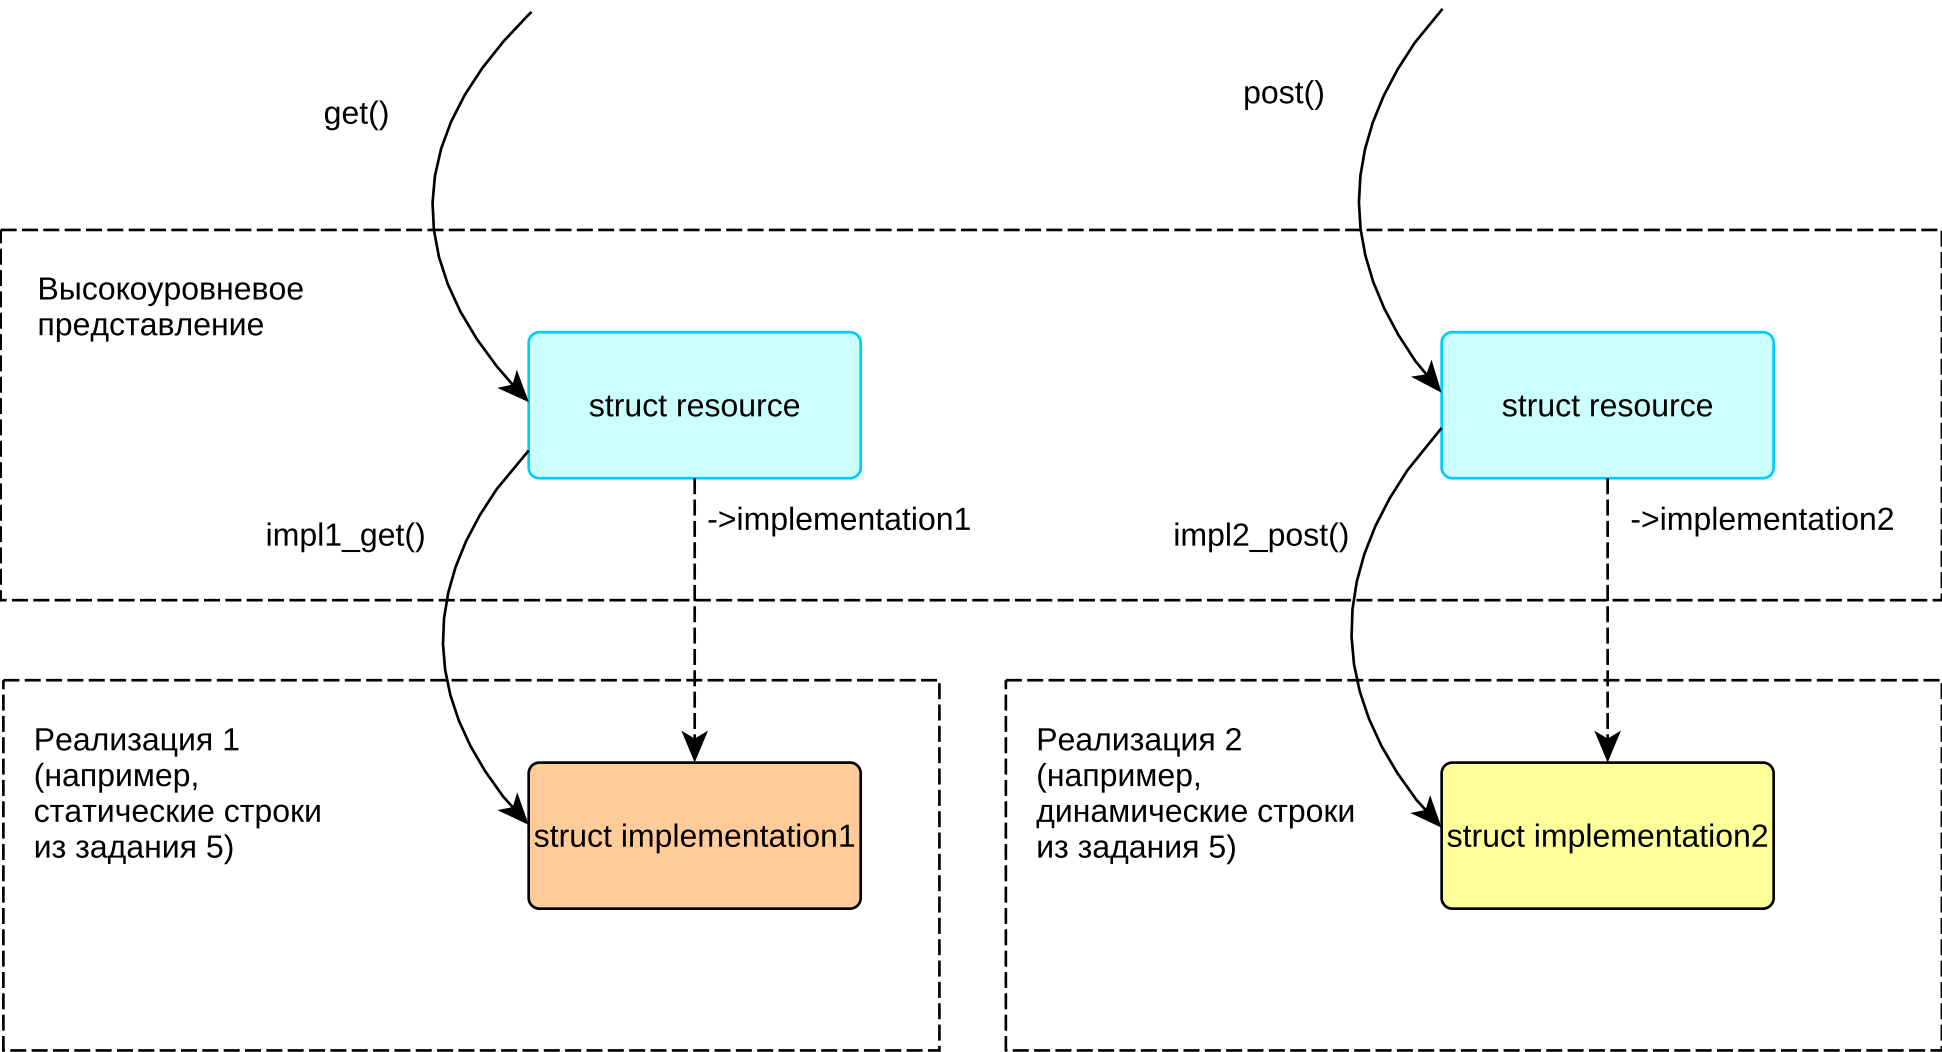 get()
post()
Высокоуровневое
представление
struct resource
struct resource
->implementation1
->implementation2
impl1_get()
impl2_post()
Реализация 1
(например,
статические строки
из задания 5)
struct implementation1
Реализация 2
(например,
динамические строки
из задания 5)
struct implementation2